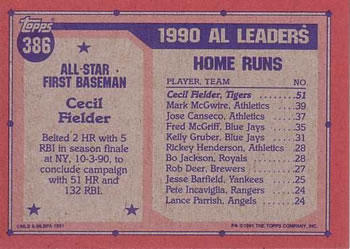 Topps
386
ALL-STAR
FIRST BASEMAN
Cecil
Fielder
Belted 2 HR with 5
RBI in season finale
at NY, 10-3-90, to
conclude campaign
with 51 HR and
132 RBI.
©MLB & MLBPA 1991
1990 AL LEADERS
HOME RUNS
PLAYER, TEAM NO.
Cecil Fielder, Tigers 51
Mark McGwire, Athletics 39
Jose Canseco, Athletics 37
Fred McGriff, Blue Jays 35
Kelly Gruber, Blue Jays 31
Rickey Henderson, Athletics 28
Bo Jackson, Royals 28
Rob Deer, Brewers 27
Jesse Barfield, Yankees 25
Pete Incaviglia, Rangers 24
Lance Parrish, Angels 24
©1991 THE TOPPS COMPANY, INC.